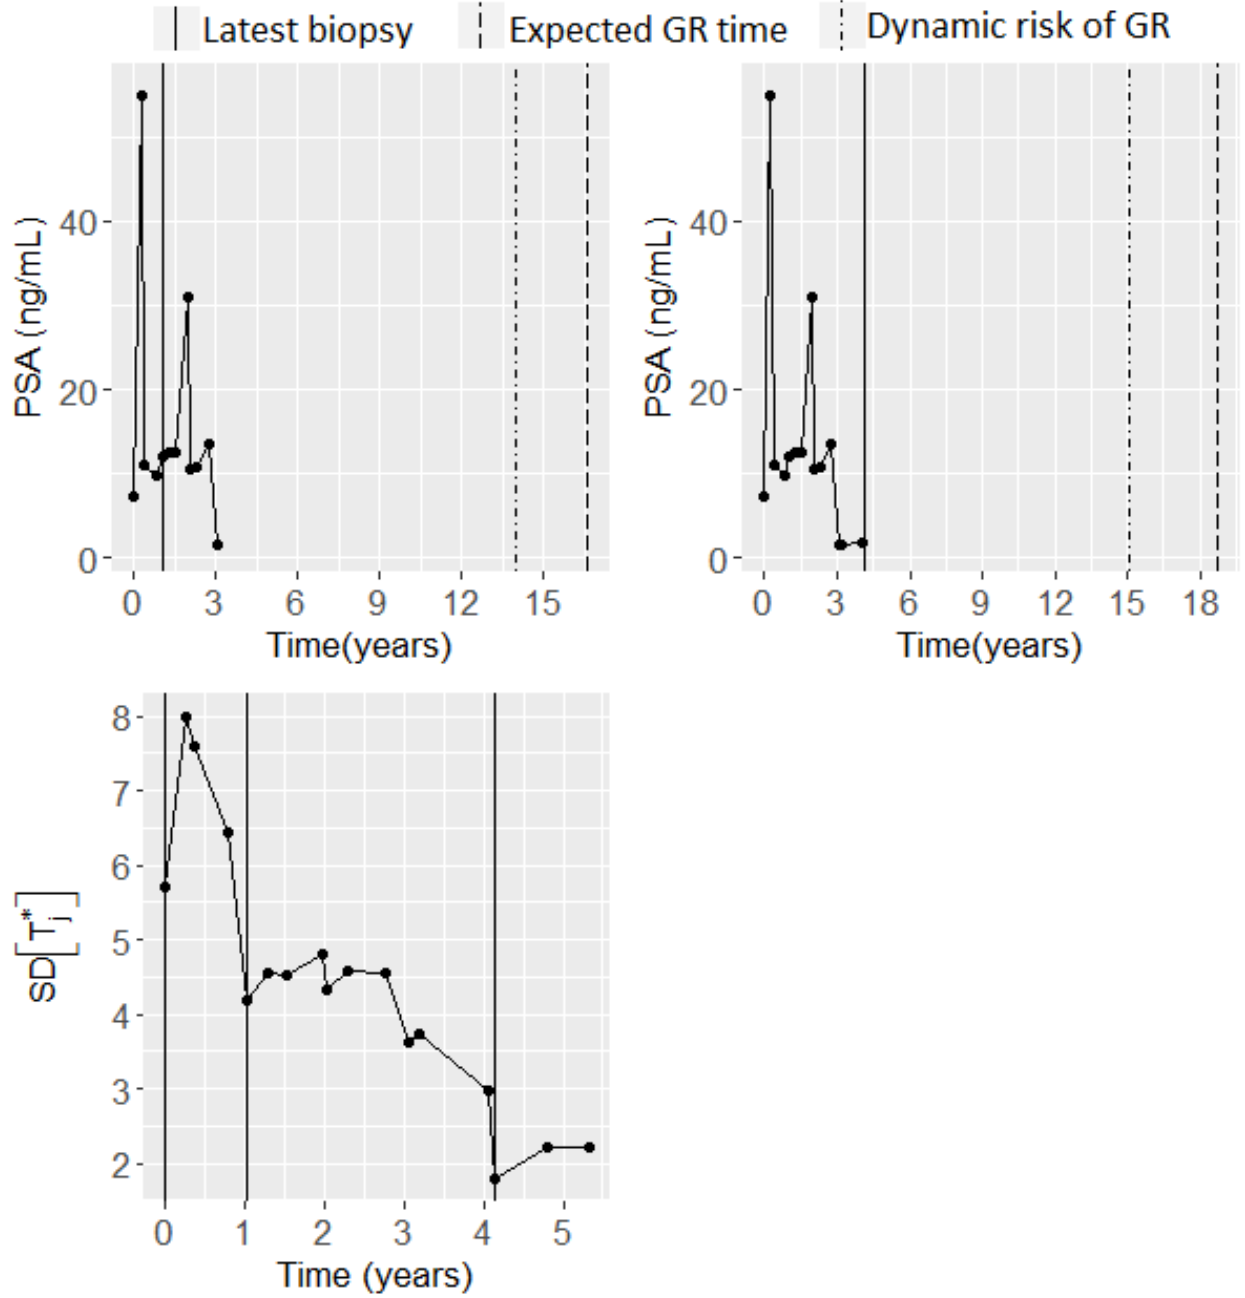 Latest biopsy Expected GR time Dynamic risk of GR
PSA (ng/mL)
40
20
0
0 3 6 9 12 15
Time(years)
PSA (ng/mL)
40
20
0
0 3 6 9 12 15 18
Time(years)
SD[T*j]
8
7
6
5
4
3
2
0 1 2 3 4 5
Time (years)